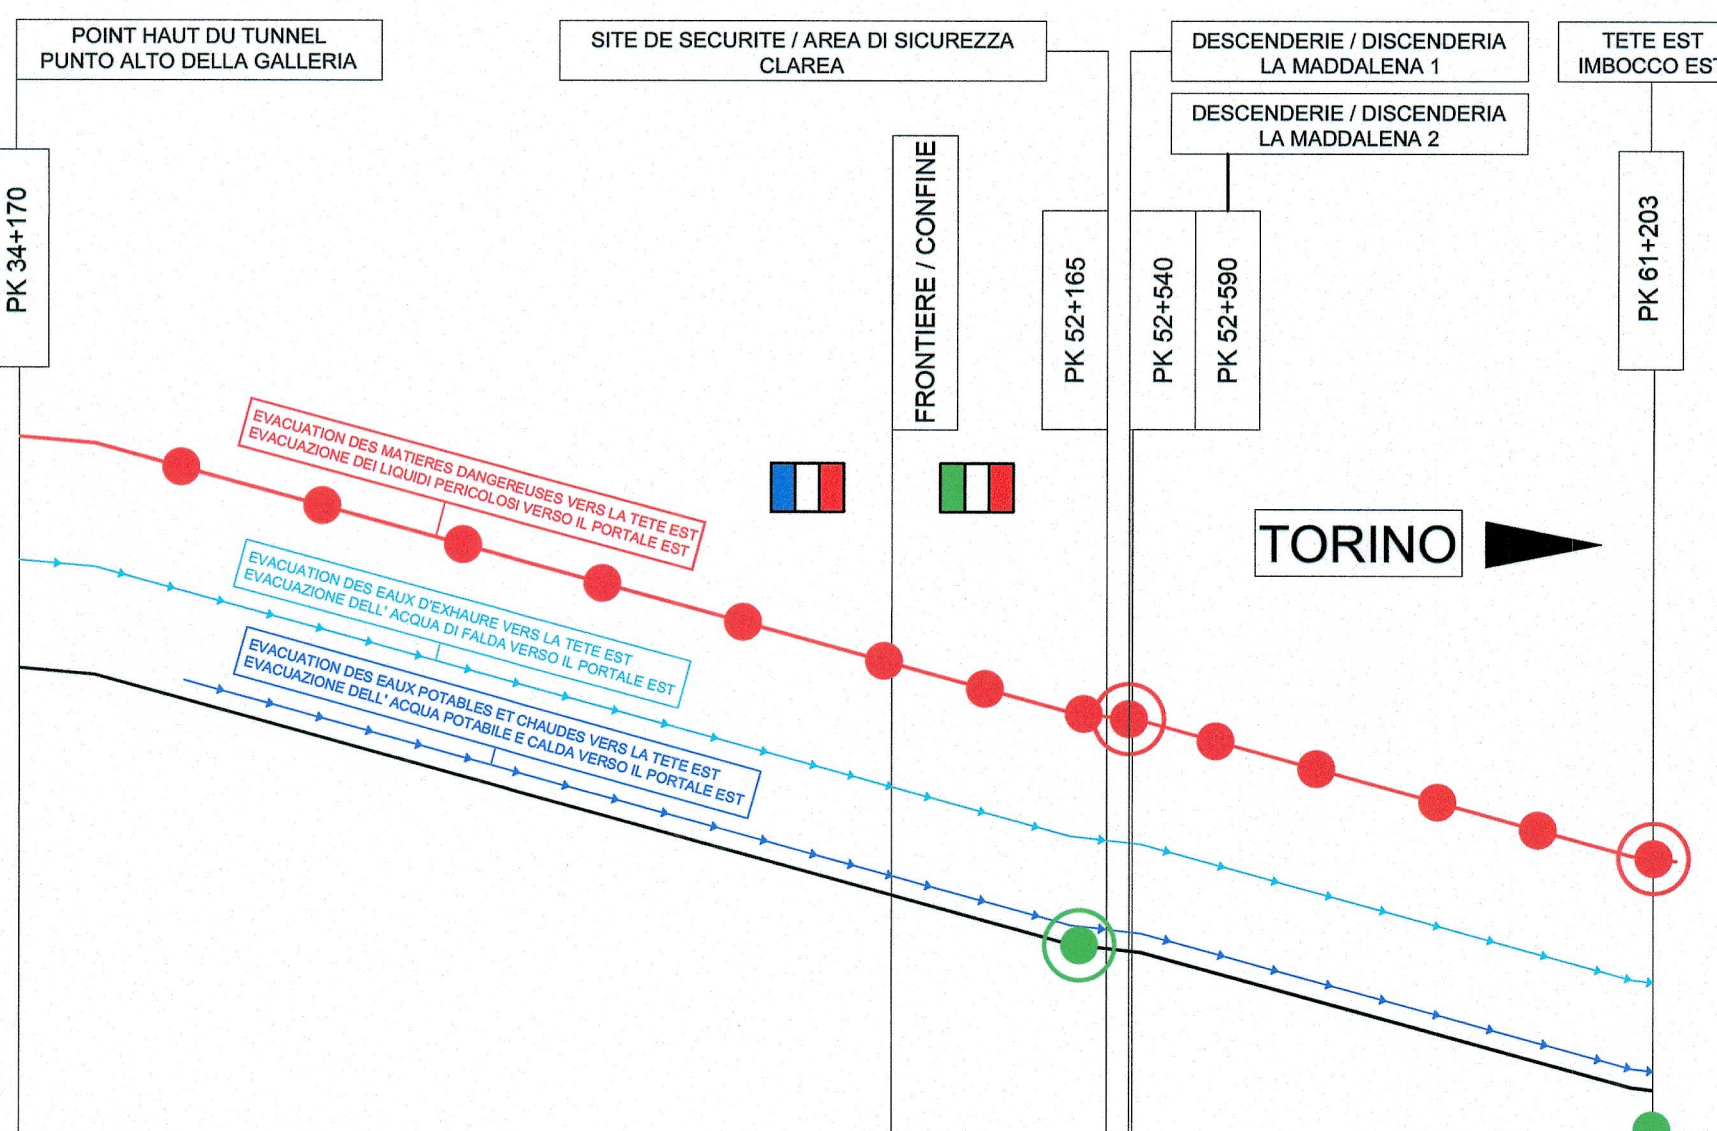 POINT HAUT DU TUNNEL
PUNTO ALTO DELLA GALLERIA
SITE DE SECURITE / AREA DI SICUREZZA
CLAREA
DESCENDERIE / DISCENDERIA
LA MADDALENA 1
DESCENDERIE / DISCENDERIA
LA MADDALENA 2
TETE EST
IMBOCCO EST
PK 34+170
FRONTIERE / CONFINE
PK 52+165
PK 52+540
PK 52+590
PK 61+203
EVACUATION DES MATIERES DANGEREUSES VERS LA TETE EST
EVACUAZIONE DEI LIQUIDI PERICOLOSI VERSO IL PORTALE EST
TORINO
EVACUATION DES EAUX D'EXHAURE VERS LA TETE EST
EVACUAZIONE DELL' ACQUA DI FALDA VERSO IL PORTALE EST
EVACUATION DES EAUX POTABLES ET CHAUDES VERS LA TETE EST
EVACUAZIONE DELL' ACQUA POTABILE E CALDA VERSO IL PORTALE EST